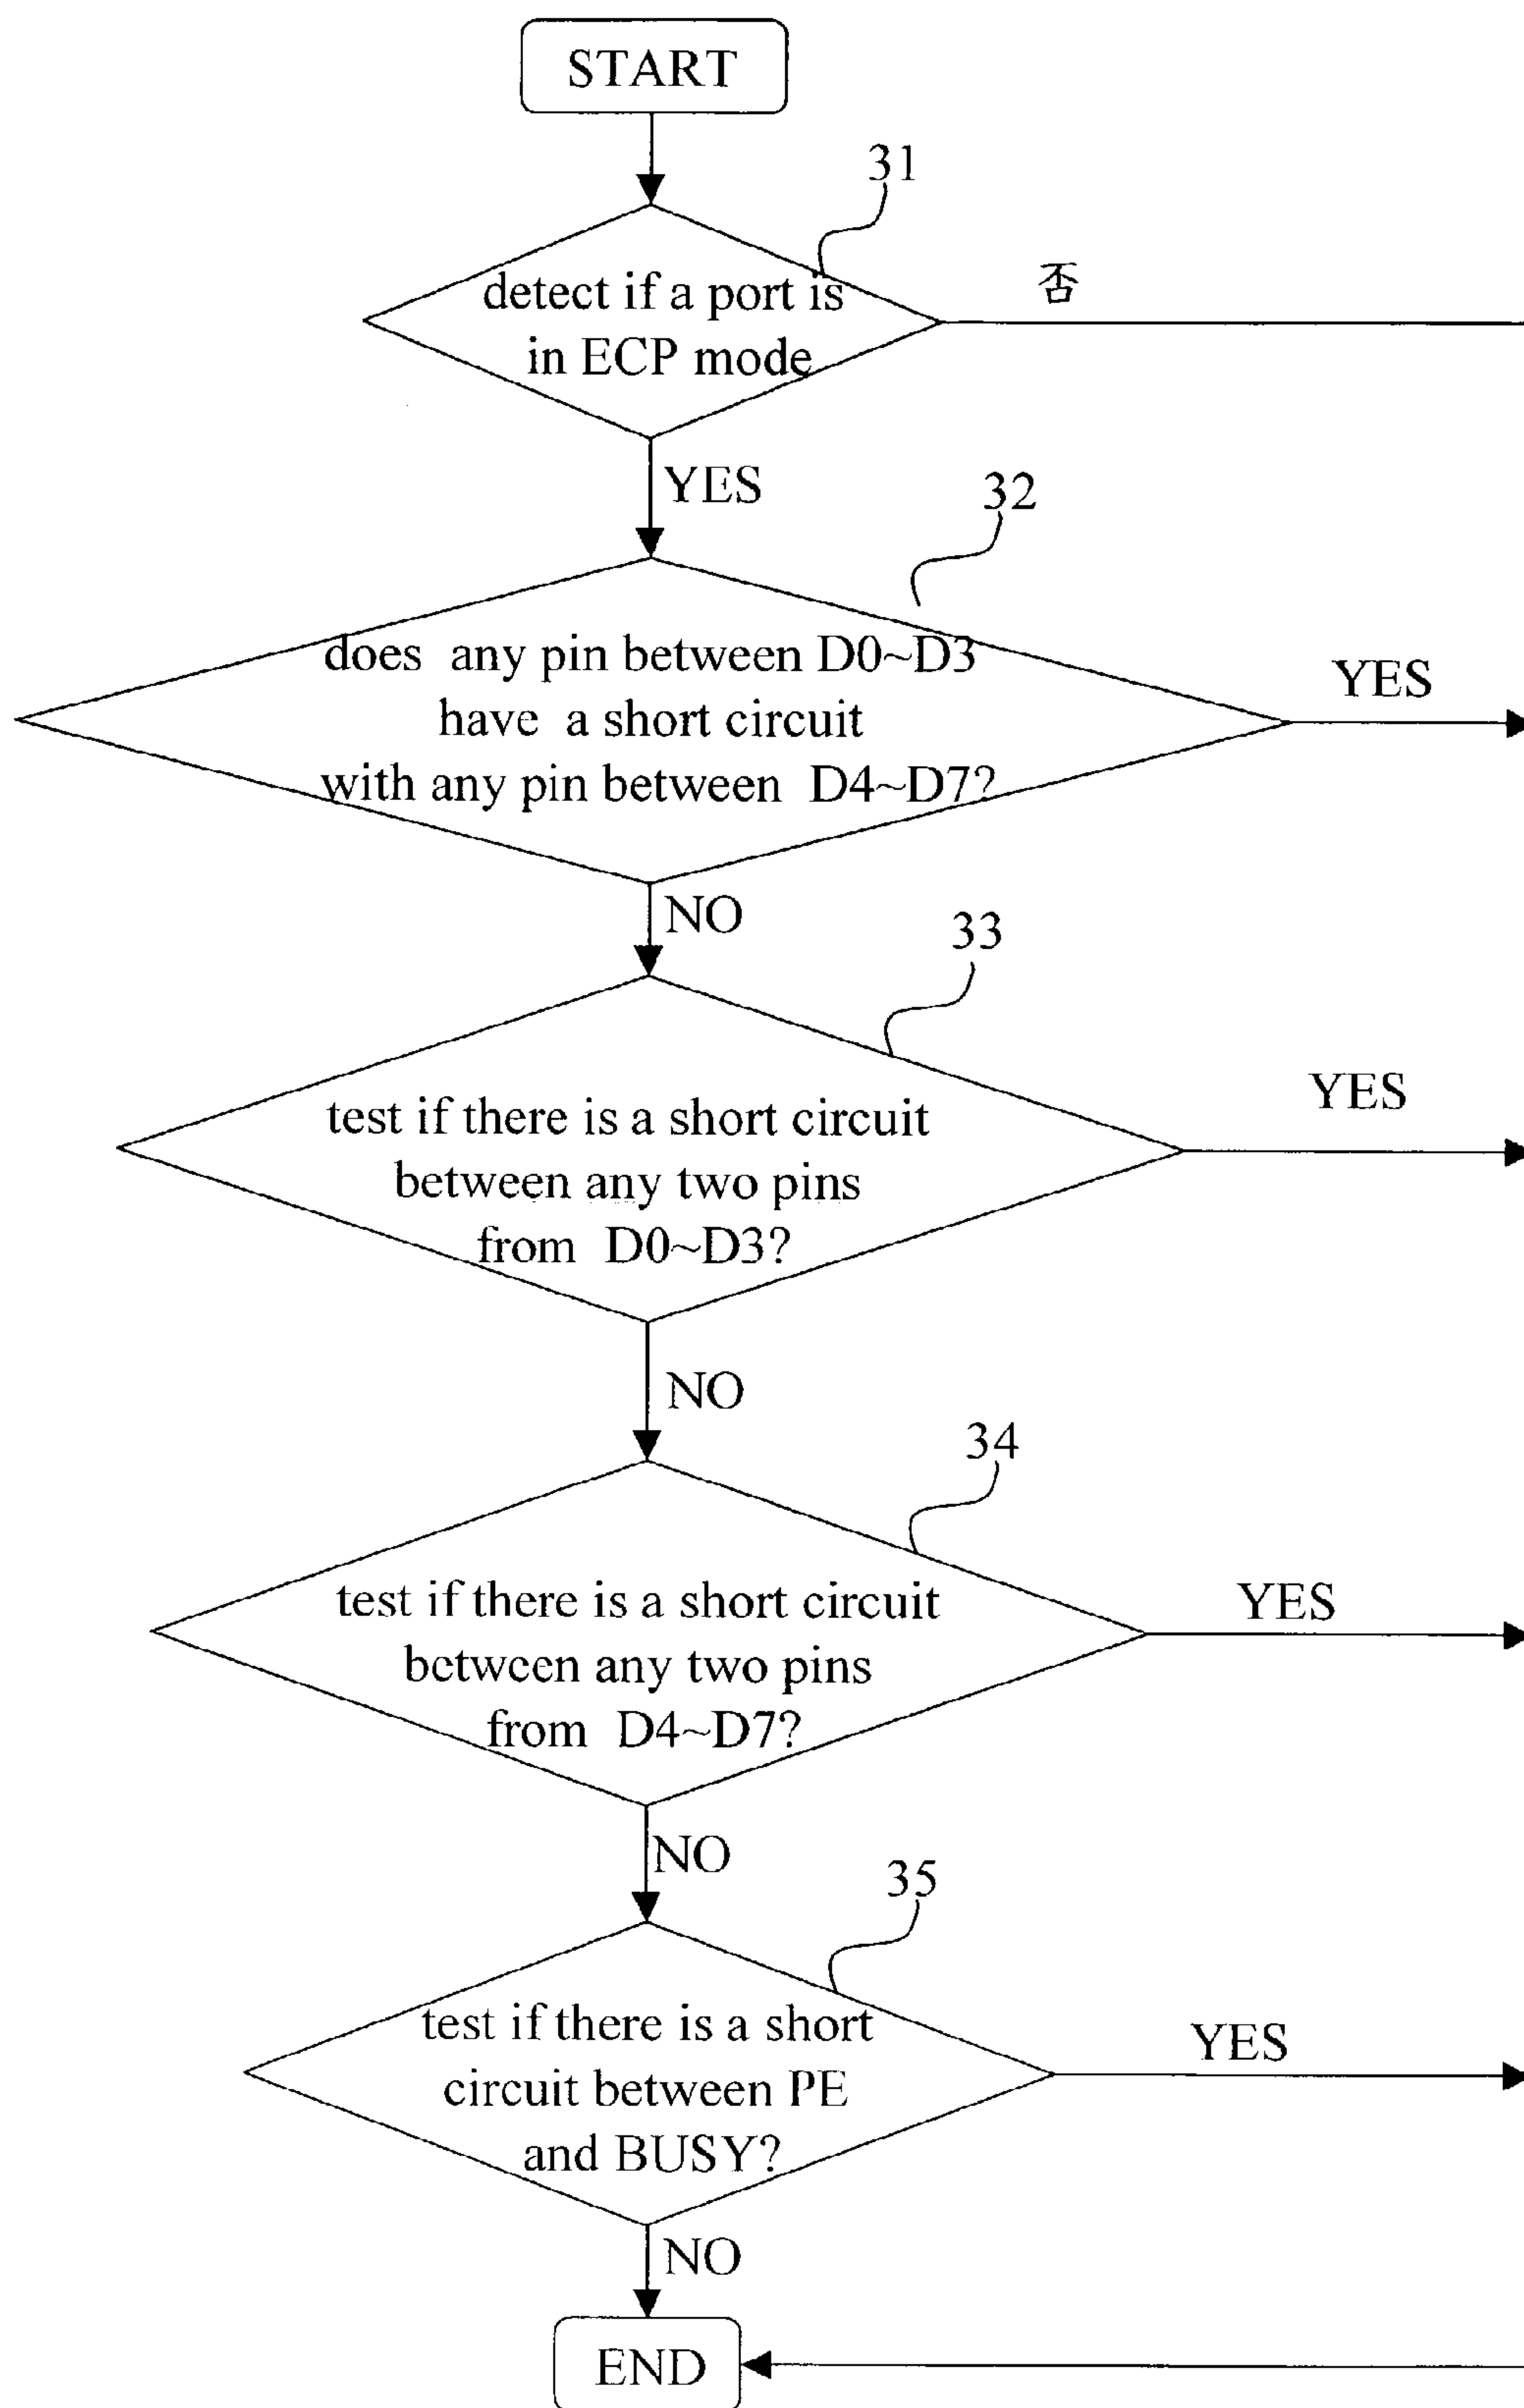 START
31
detect if a port is
in ECP mode
否
YES
32
does any pin between D0~D3
have a short circuit
with any pin between D4~D7?
YES
NO
33
test if there is a short circuit
between any two pins
from D0~D3?
YES
NO
34
test if there is a short circuit
between any two pins
from D4~D7?
YES
NO
35
test if there is a short
circuit between PE
and BUSY?
YES
NO
END